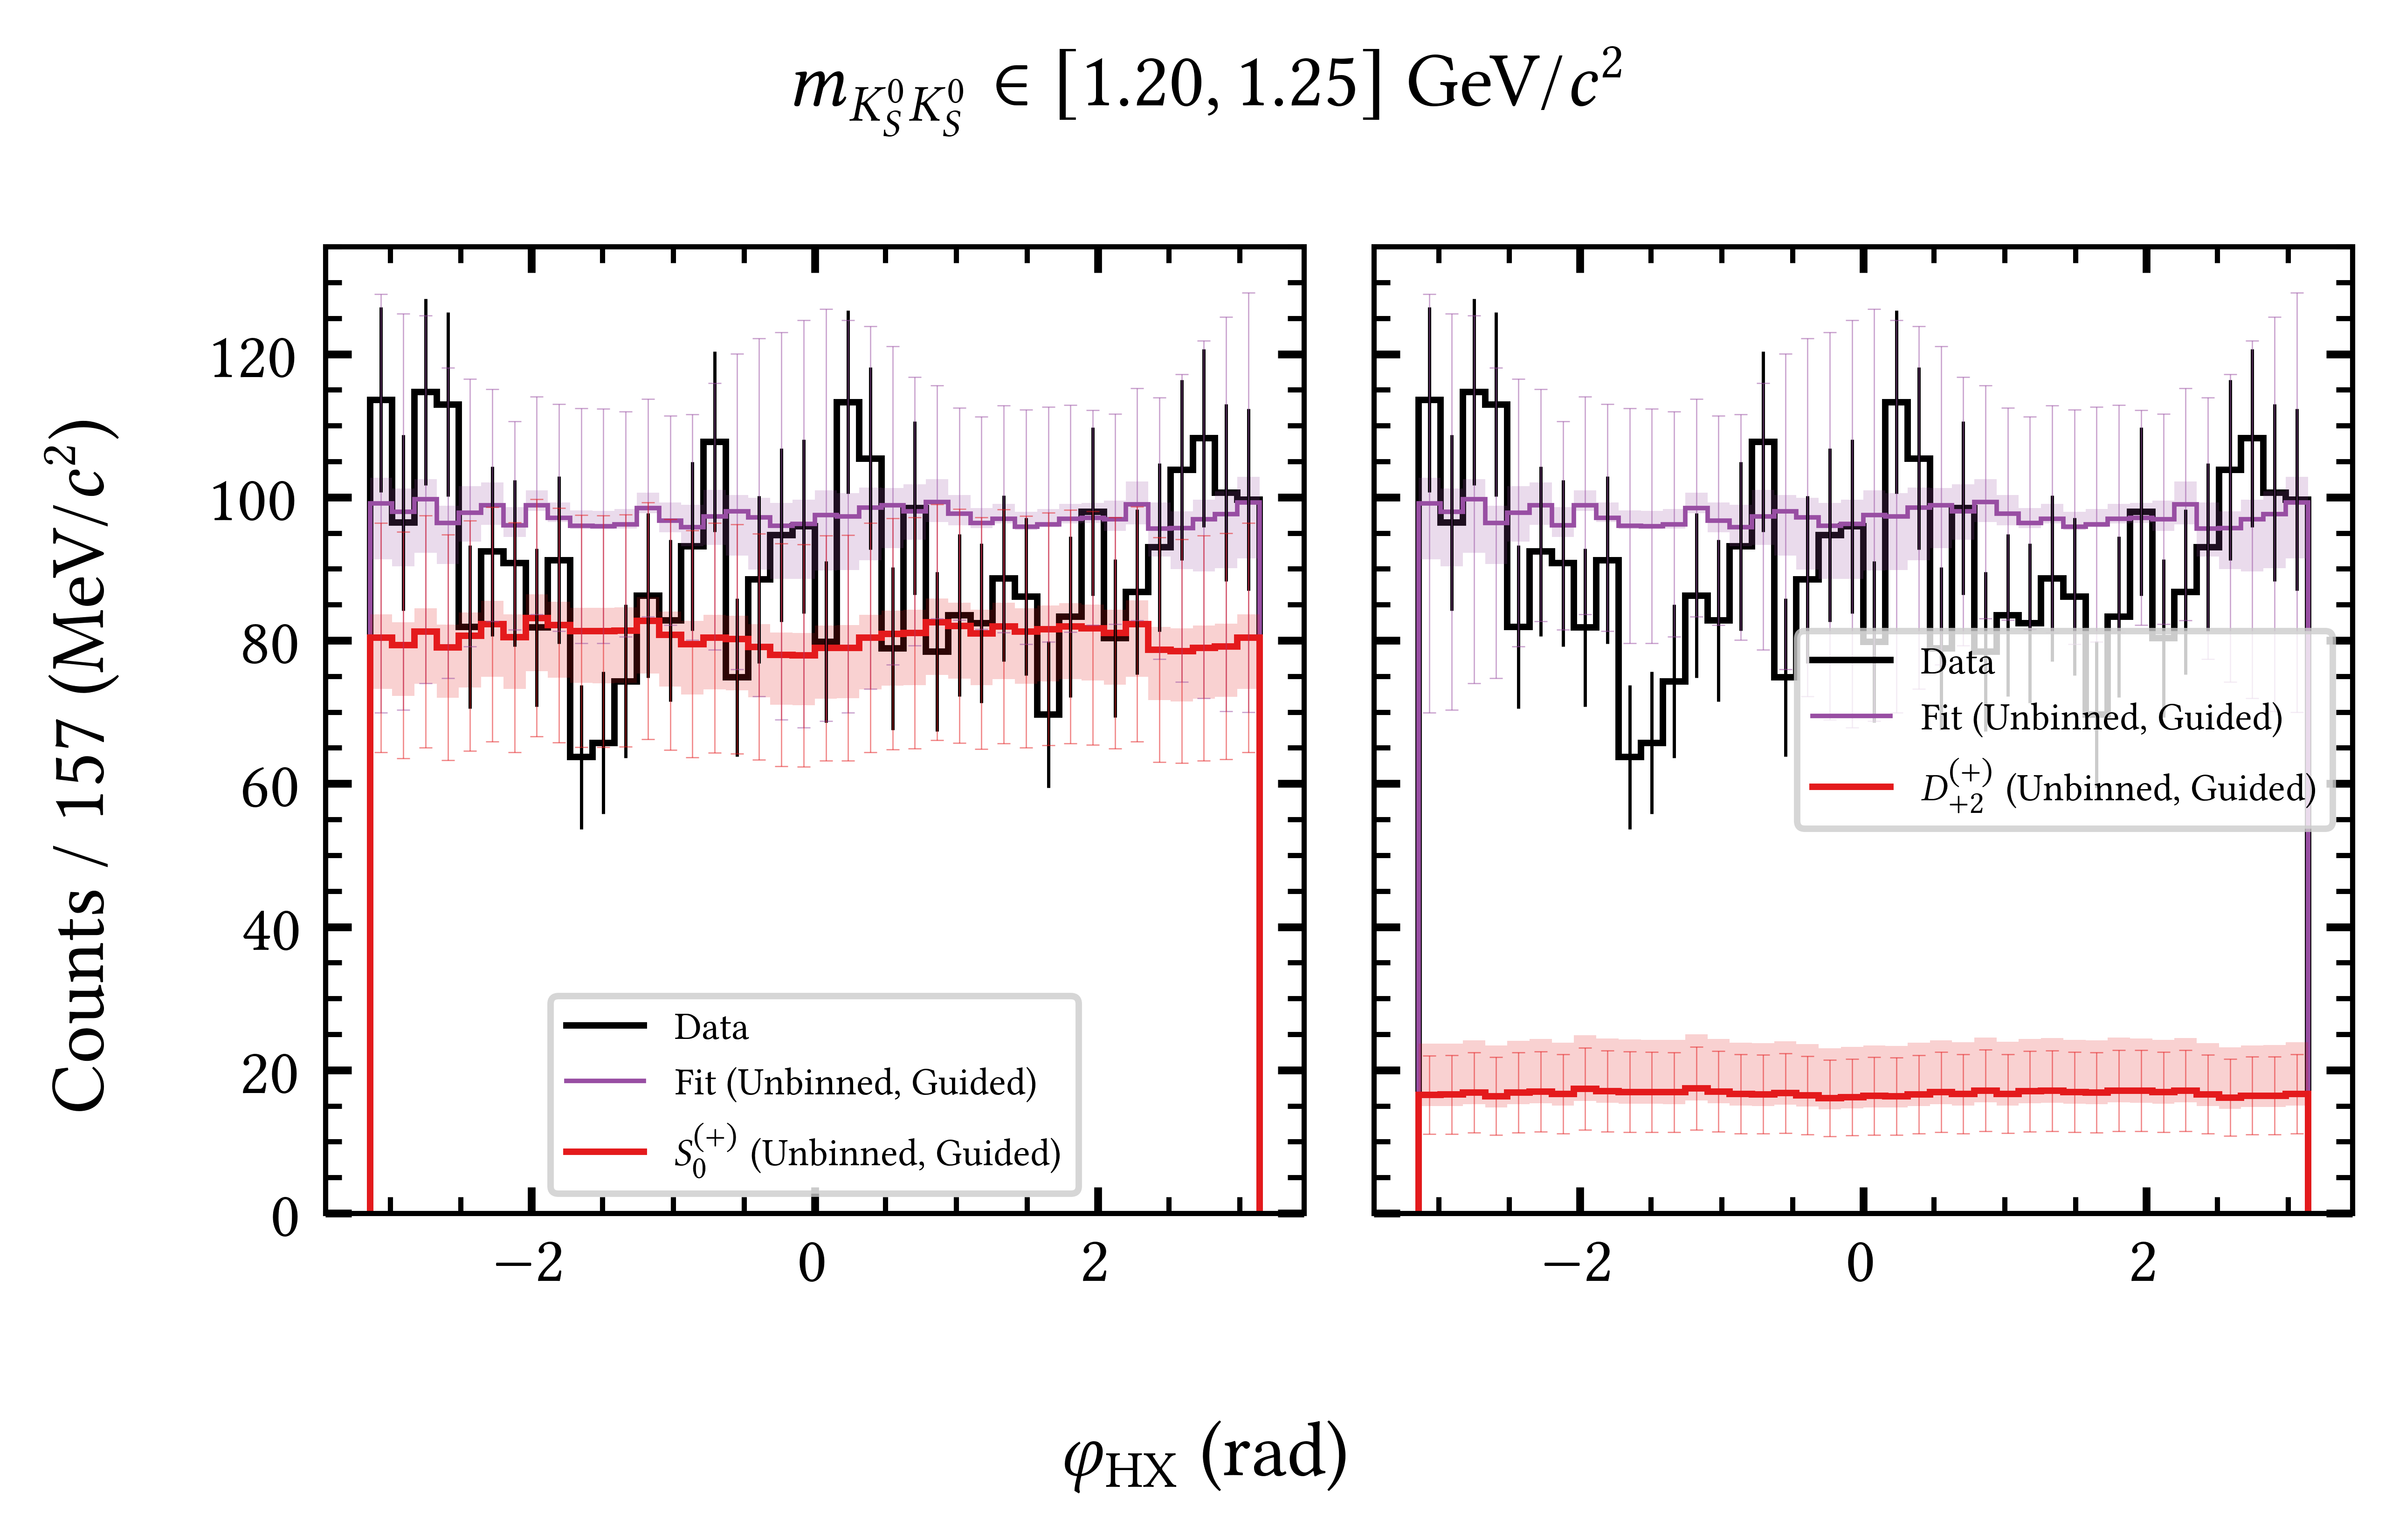 m_{K_S^0 K_S^0} ∈ [1.20, 1.25] GeV/c²
Counts / 157 (MeV/c²)
120
100
80
60
40
20
0
Data
Fit (Unbinned, Guided)
S_0^{(+)} (Unbinned, Guided)
−2 0 2
Data
Fit (Unbinned, Guided)
D_{+2}^{(+)} (Unbinned, Guided)
−2 0 2
φ_{HX} (rad)